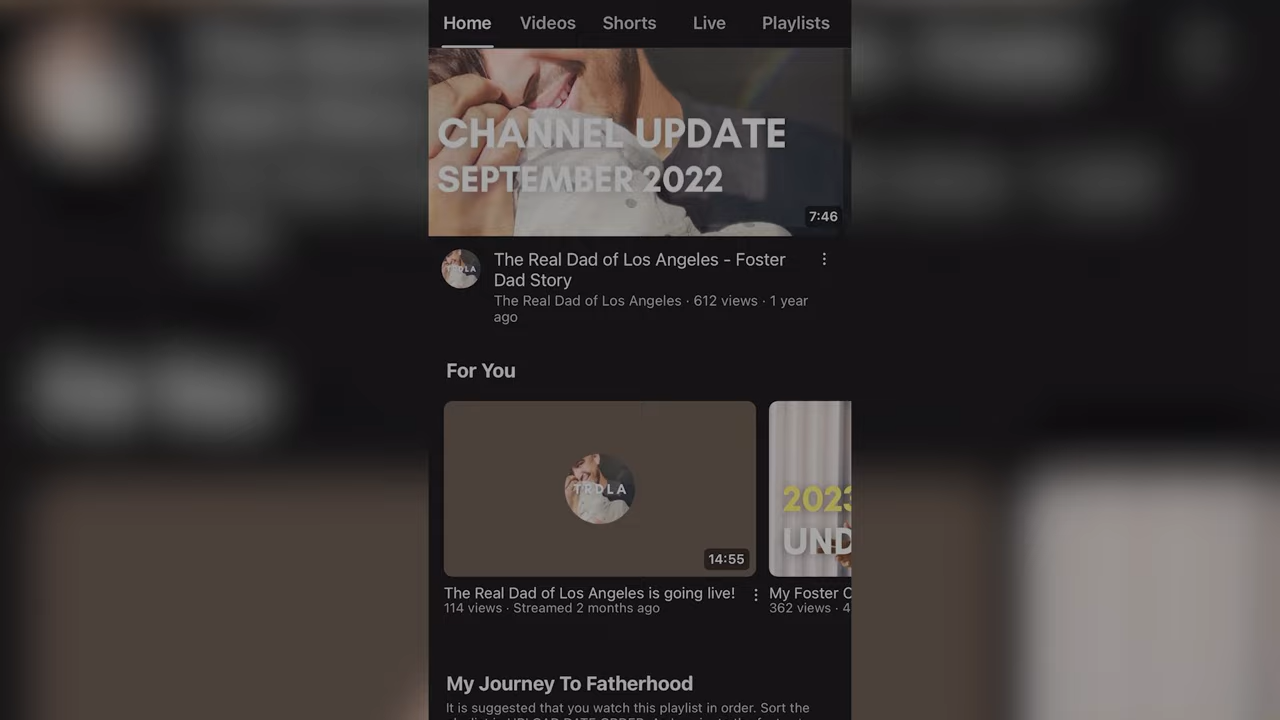 Home Videos Shorts Live Playlists
CHANNEL UPDATE
SEPTEMBER 2022
7:46
The Real Dad of Los Angeles - Foster
Dad Story
The Real Dad of Los Angeles · 612 views · 1 year
ago
For You
TRDLA
14:55
2023
UND
The Real Dad of Los Angeles is going live!
114 views · Streamed 2 months ago
My Foster
362 views · 4
My Journey To Fatherhood
It is suggested that you watch this playlist in order. Sort the